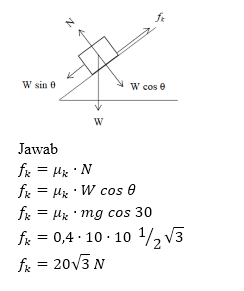 fₖ
N
W sin θ
W cos θ
W
Jawab
fₖ = μₖ · N
fₖ = μₖ · W cos θ
fₖ = μₖ · mg cos 30
fₖ = 0,4 · 10 · 10 1/2 √3
fₖ = 20√3 N